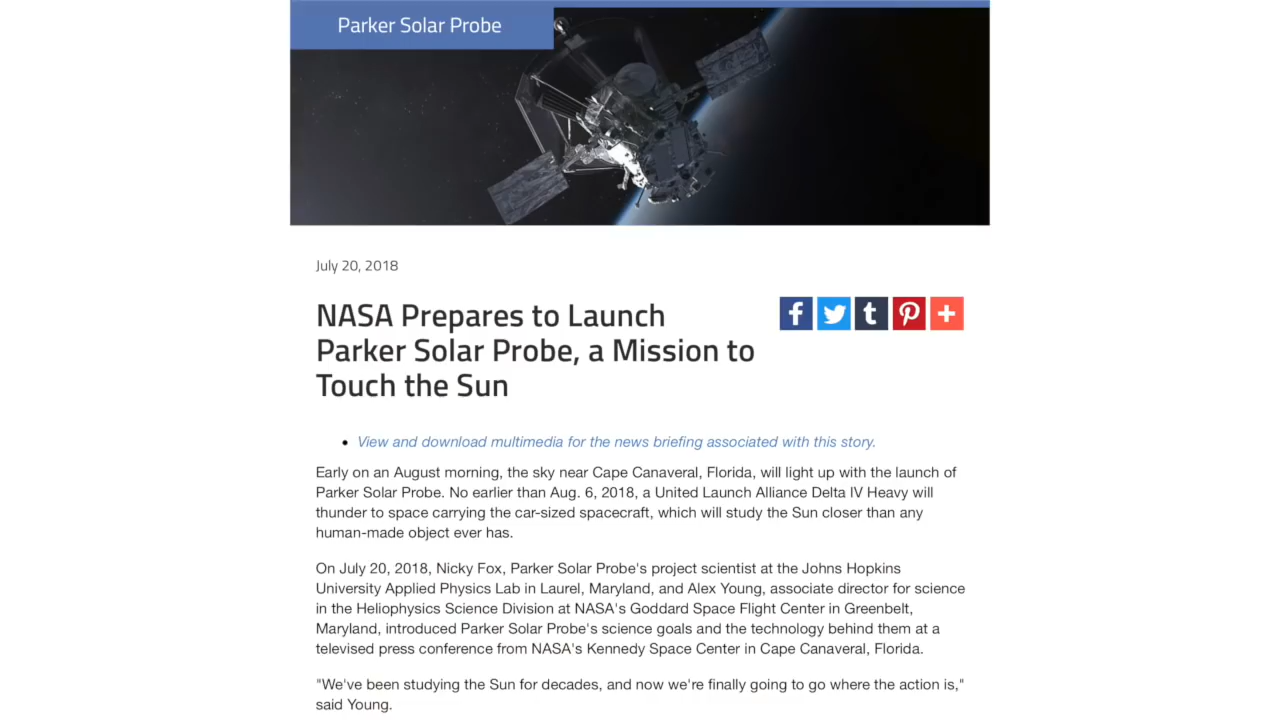 Parker Solar Probe
July 20, 2018
NASA Prepares to Launch
Parker Solar Probe, a Mission to
Touch the Sun
View and download multimedia for the news briefing associated with this story.
Early on an August morning, the sky near Cape Canaveral, Florida, will light up with the launch of
Parker Solar Probe. No earlier than Aug. 6, 2018, a United Launch Alliance Delta IV Heavy will
thunder to space carrying the car-sized spacecraft, which will study the Sun closer than any
human-made object ever has.
On July 20, 2018, Nicky Fox, Parker Solar Probe's project scientist at the Johns Hopkins
University Applied Physics Lab in Laurel, Maryland, and Alex Young, associate director for science
in the Heliophysics Science Division at NASA's Goddard Space Flight Center in Greenbelt,
Maryland, introduced Parker Solar Probe's science goals and the technology behind them at a
televised press conference from NASA's Kennedy Space Center in Cape Canaveral, Florida.
"We've been studying the Sun for decades, and now we're finally going to go where the action is,"
said Young.